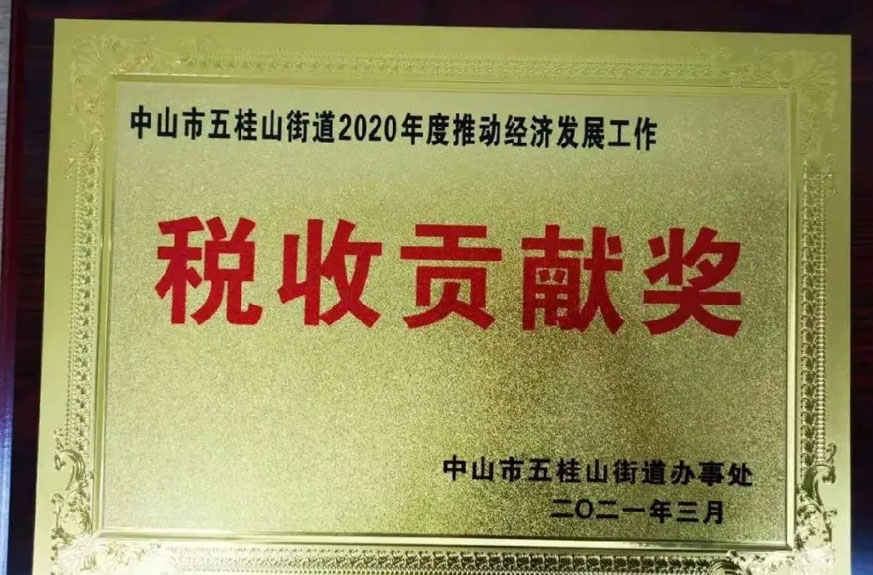 中山市五桂山街道2020年度推动经济发展工作
税收贡献奖
中山市五桂山街道办事处
二〇二一年三月